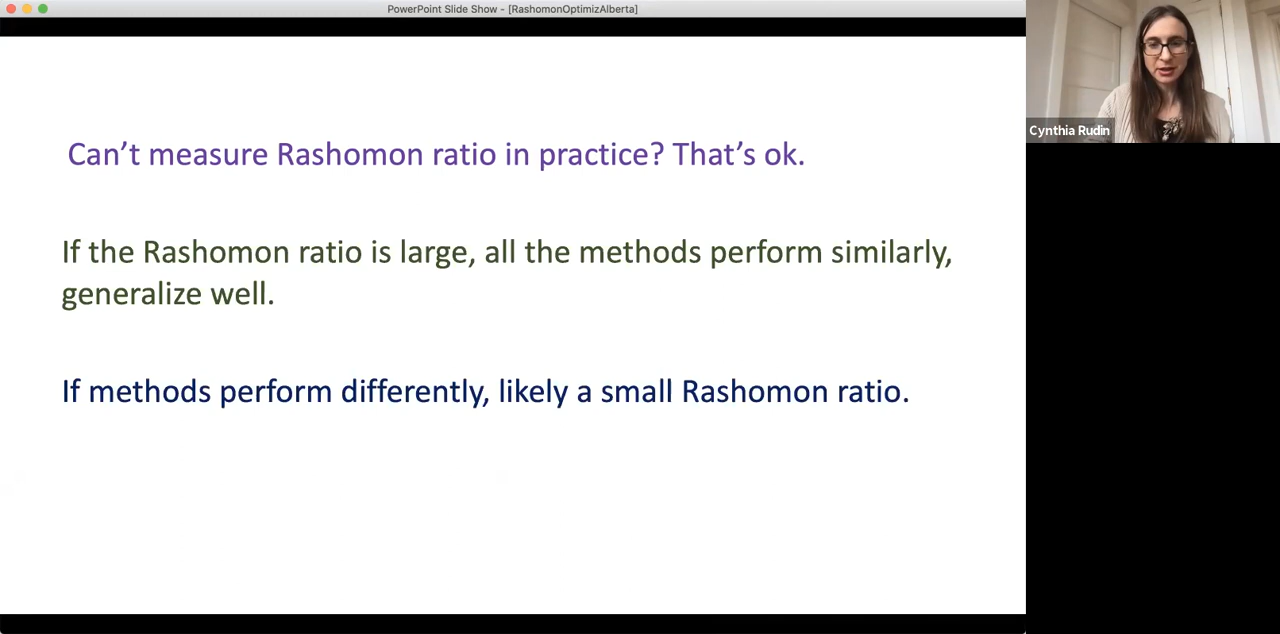 PowerPoint Slide Show - [RashomonOptimizAlberta]
Cynthia Rudin
Can’t measure Rashomon ratio in practice? That’s ok.
If the Rashomon ratio is large, all the methods perform similarly,
generalize well.
If methods perform differently, likely a small Rashomon ratio.